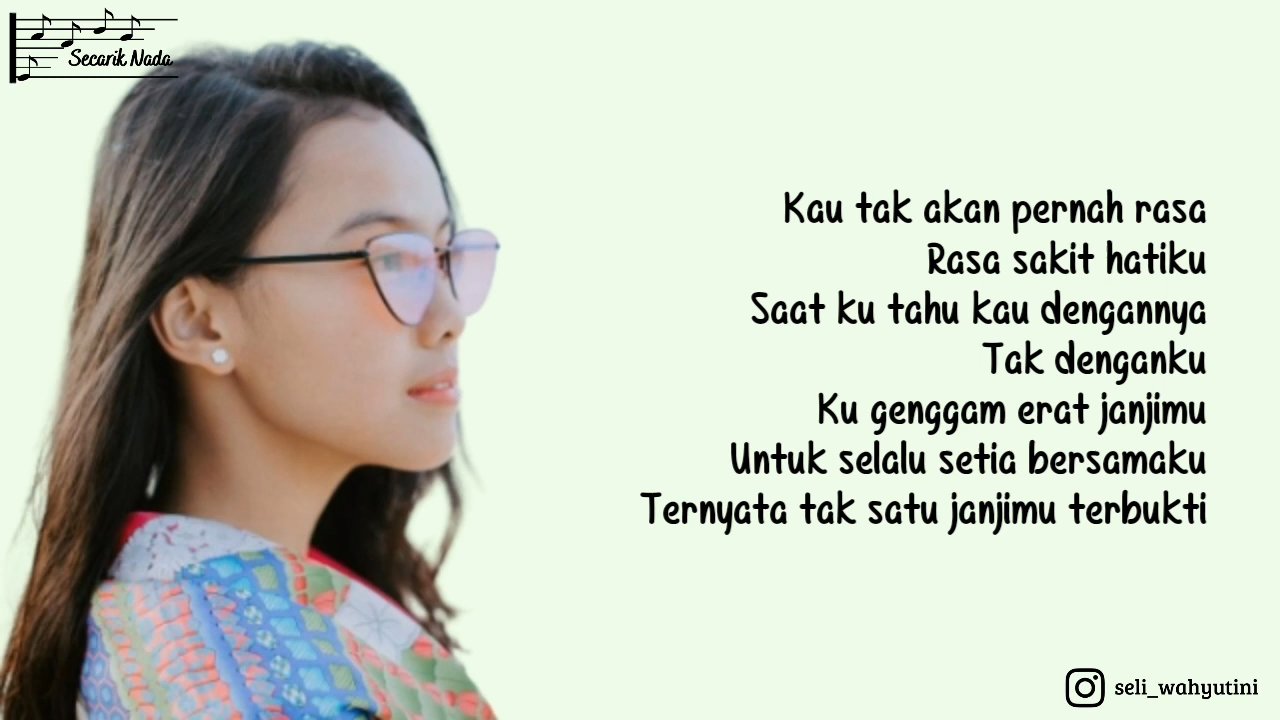 Secarik Nada
Kau tak akan pernah rasa
Rasa sakit hatiku
Saat ku tahu kau dengannya
Tak denganku
Ku genggam erat janjimu
Untuk selalu setia bersamaku
Ternyata tak satu janjimu terbukti
seli_wahyutini